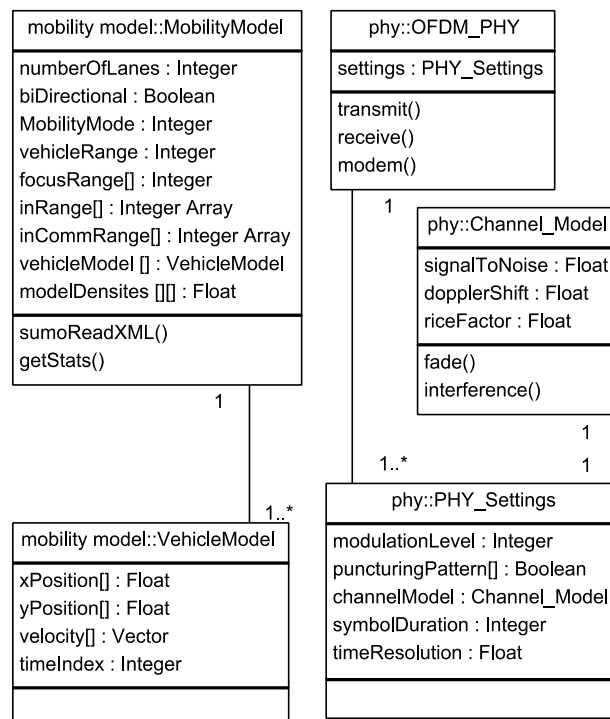 mobility model::MobilityModel
numberOfLanes : Integer
biDirectional : Boolean
MobilityMode : Integer
vehicleRange : Integer
focusRange[] : Integer
inRange[] : Integer Array
inCommRange[] : Integer Array
vehicleModel [] : VehicleModel
modelDensites [][] : Float
sumoReadXML()
getStats()
1
1..*
mobility model::VehicleModel
xPosition[] : Float
yPosition[] : Float
velocity[] : Vector
timeIndex : Integer
phy::OFDM_PHY
settings : PHY_Settings
transmit()
receive()
modem()
1
phy::Channel_Model
signalToNoise : Float
dopplerShift : Float
riceFactor : Float
fade()
interference()
1
1..*
1
phy::PHY_Settings
modulationLevel : Integer
puncturingPattern[] : Boolean
channelModel : Channel_Model
symbolDuration : Integer
timeResolution : Float